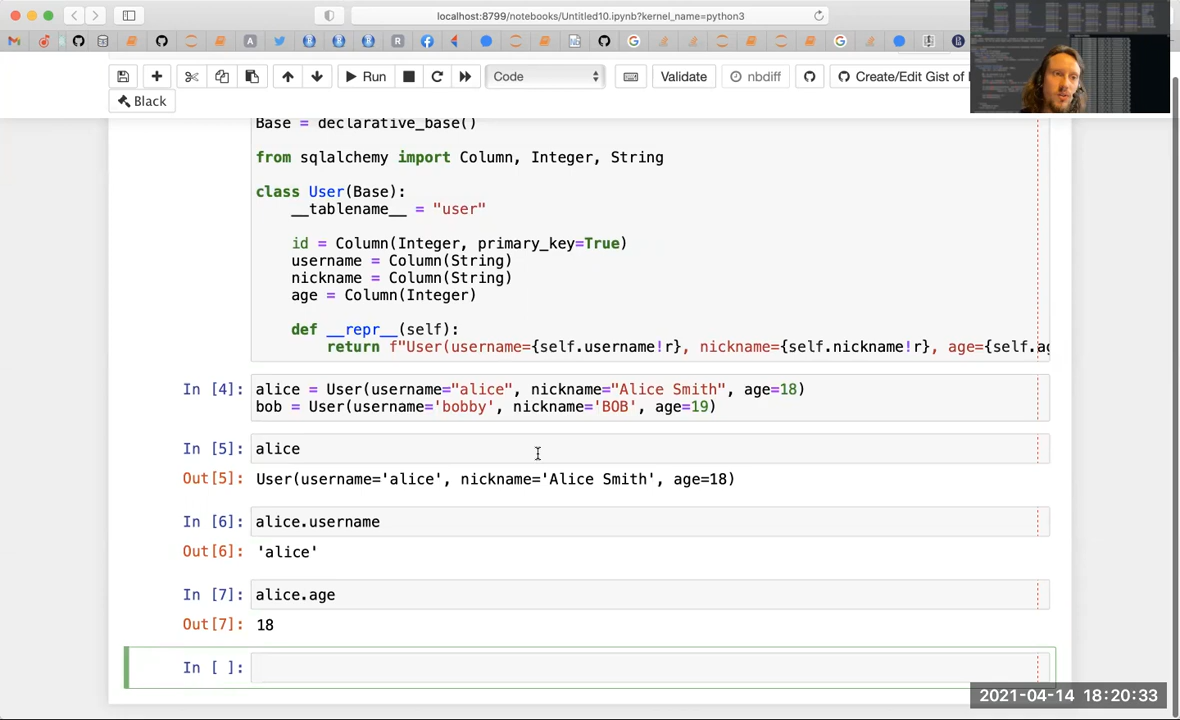 localhost:8799/notebooks/Untitled10.ipynb?kernel_name=python3
Run
Code
Validate
nbdiff
Create/Edit Gist of
Black
Base = declarative_base()
from sqlalchemy import Column, Integer, String
class User(Base):
__tablename__ = "user"
id = Column(Integer, primary_key=True)
username = Column(String)
nickname = Column(String)
age = Column(Integer)
def __repr__(self):
return f"User(username={self.username!r}, nickname={self.nickname!r}, age={self.ag
In [4]: alice = User(username="alice", nickname="Alice Smith", age=18)
bob = User(username='bobby', nickname='BOB', age=19)
In [5]: alice
Out[5]: User(username='alice', nickname='Alice Smith', age=18)
In [6]: alice.username
Out[6]: 'alice'
In [7]: alice.age
Out[7]: 18
In [ ]:
2021-04-14 18:20:33